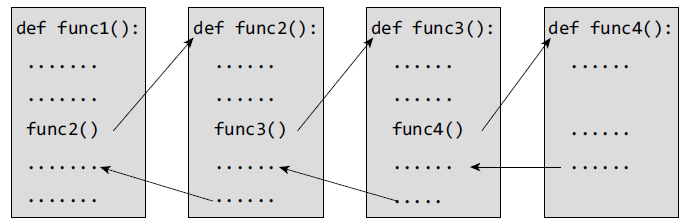 def func1():
.......
.......
func2()
.......
.......
def func2():
......
......
func3()
......
......
def func3():
......
......
func4()
......
.....
def func4():
......
......
......